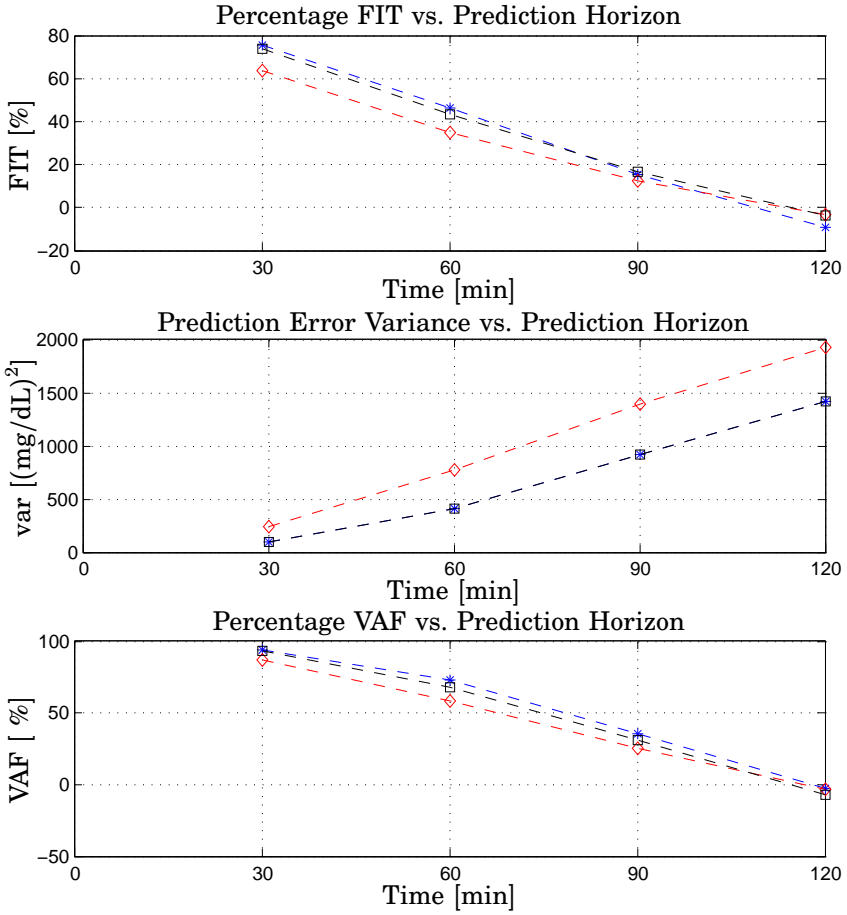 Percentage FIT vs. Prediction Horizon
80
60
40
20
0
−20
FIT [%]
0 30 60 90 120
Time [min]
Prediction Error Variance vs. Prediction Horizon
2000
1500
1000
500
0
var [(mg/dL)²]
0 30 60 90 120
Time [min]
Percentage VAF vs. Prediction Horizon
100
50
0
−50
VAF [ %]
0 30 60 90 120
Time [min]